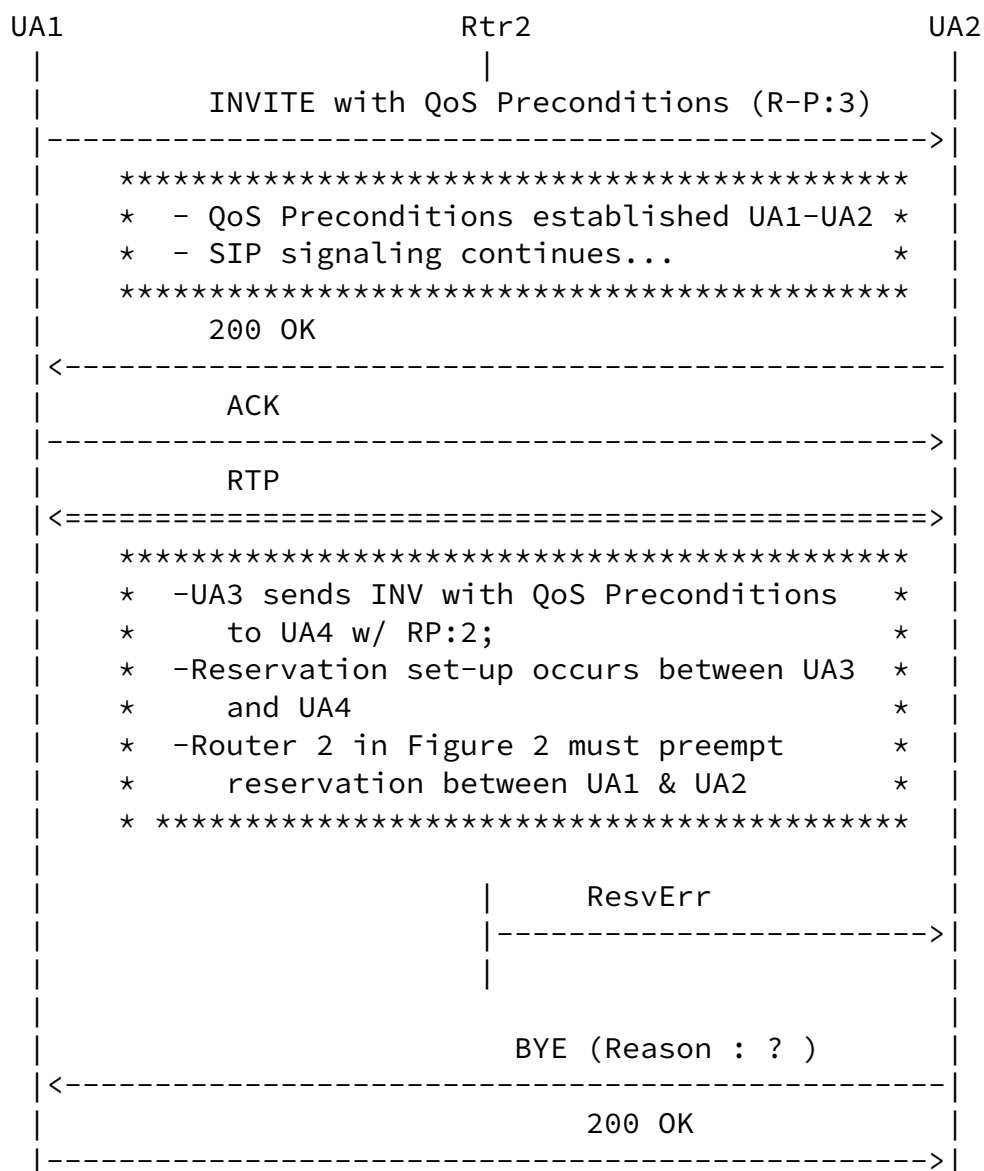 UA1 Rtr2 UA2
INVITE with QoS Preconditions (R-P:3)
********************************************
* - QoS Preconditions established UA1-UA2 *
* - SIP signaling continues... *
********************************************
200 OK
ACK
RTP
********************************************
* -UA3 sends INV with QoS Preconditions *
* to UA4 w/ RP:2; *
* -Reservation set-up occurs between UA3 *
* and UA4 *
* -Router 2 in Figure 2 must preempt *
* reservation between UA1 & UA2 *
* ******************************************
ResvErr
BYE (Reason : ? )
200 OK